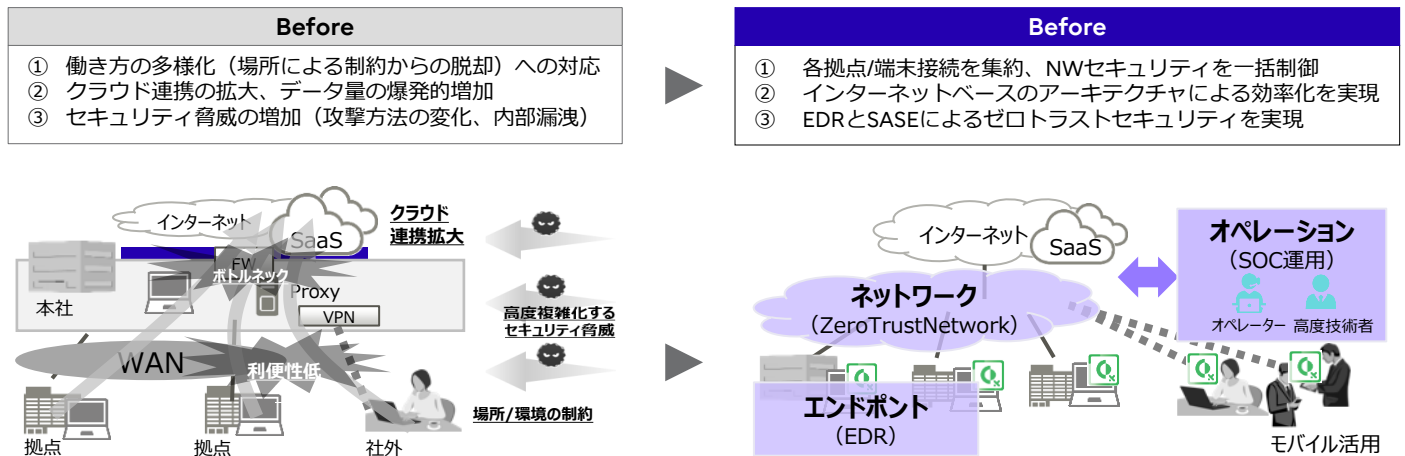 Before
① 働き方の多様化（場所による制約からの脱却）への対応
② クラウド連携の拡大、データ量の爆発的増加
③ セキュリティ脅威の増加（攻撃方法の変化、内部漏洩）
Before
① 各拠点/端末接続を集約、NWセキュリティを一括制御
② インターネットベースのアーキテクチャによる効率化を実現
③ EDRとSASEによるゼロトラストセキュリティを実現
インターネット
SaaS
クラウド
連携拡大
FW
ボトルネック
本社
Proxy
VPN
高度複雑化する
セキュリティ脅威
WAN
利便性低
場所/環境の制約
拠点
拠点
社外
インターネット
SaaS
オペレーション
（SOC運用）
オペレーター
高度技術者
ネットワーク
（ZeroTrustNetwork）
エンドポイント
（EDR）
モバイル活用